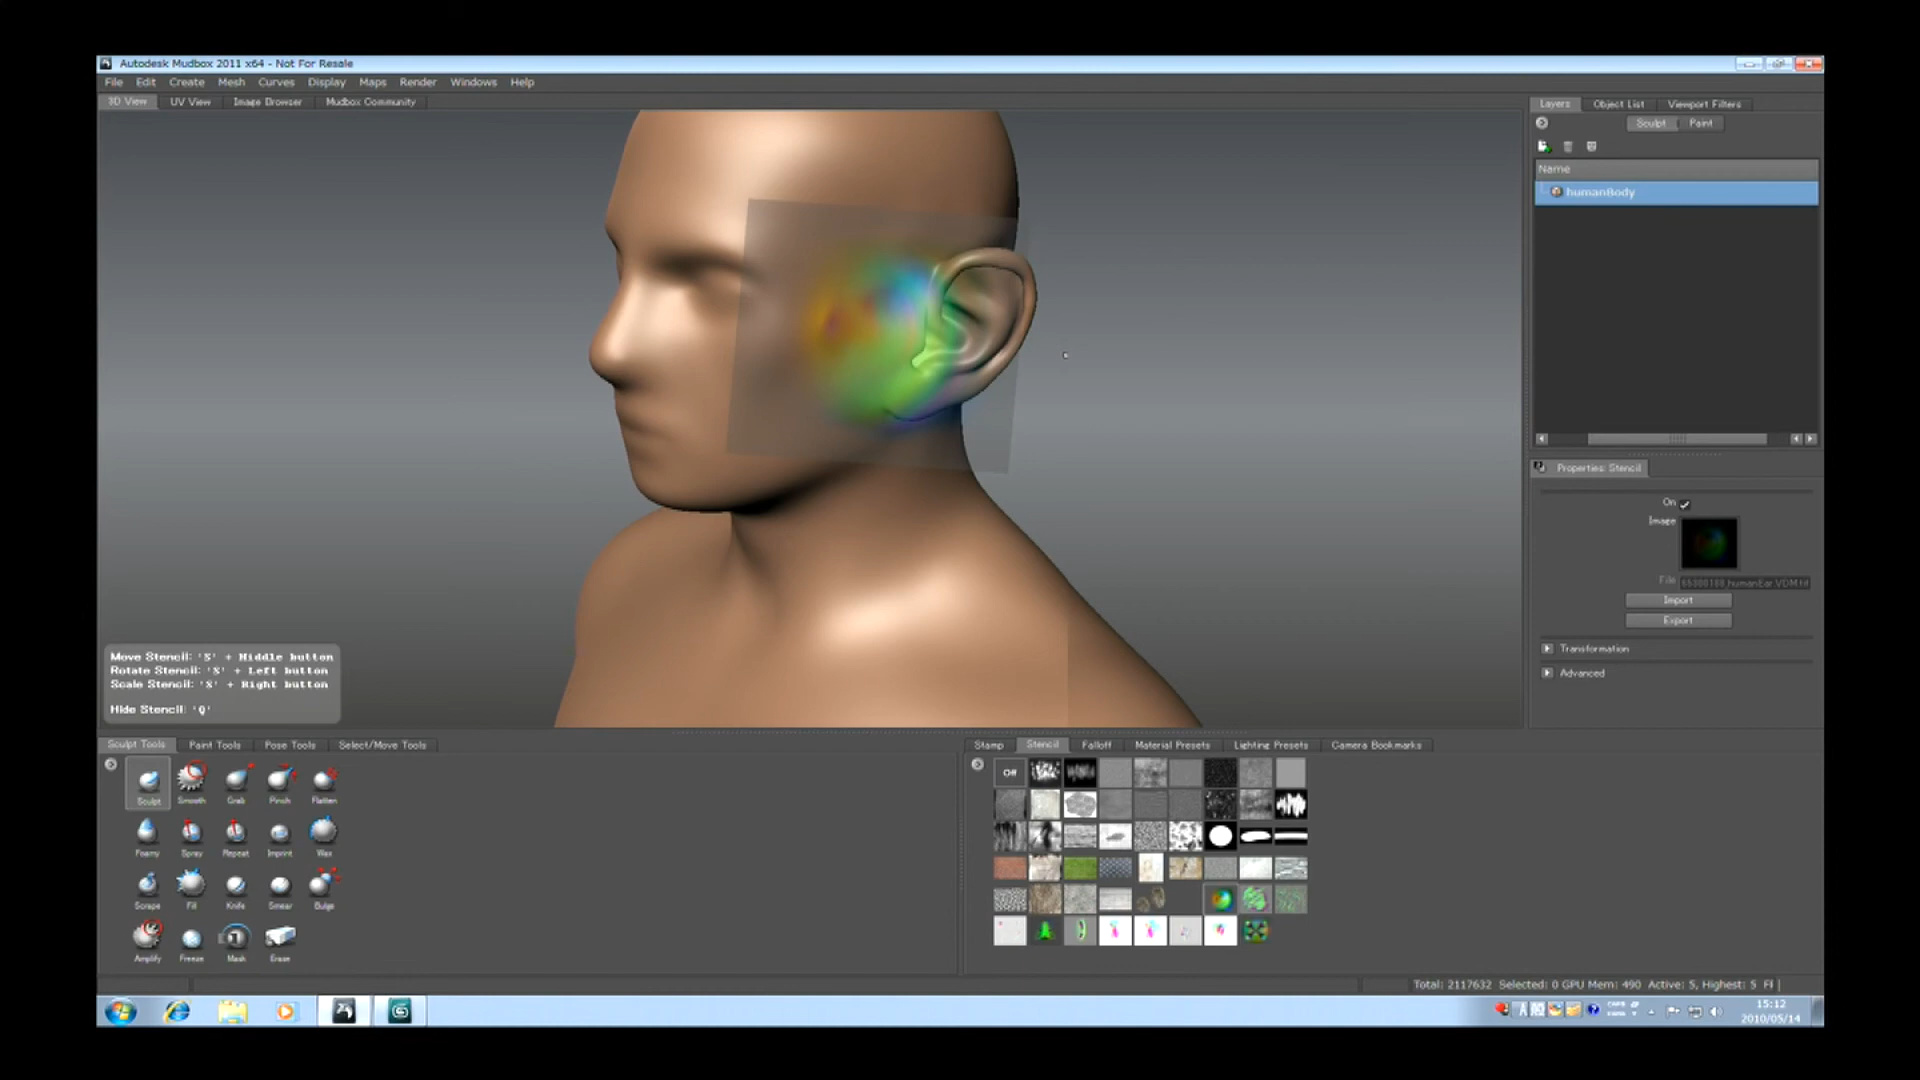 Autodesk Mudbox 2011 x64 - Not For Resale
File Edit Create Mesh Curves Display Maps Render Windows Help
3D View UV View Image Browser Mudbox Community
Layers Object List Viewport Filters
Sculpt Paint
Name
humanBody
Properties: Stencil
On
Image
File
Import
Export
Transformation
Advanced
Move Stencil: 'S' + Middle button
Rotate Stencil: 'S' + Left button
Scale Stencil: 'S' + Right button
Hide Stencil: 'Q'
Sculpt Tools Paint Tools Pose Tools Select/Move Tools
Sculpt Smooth Grab Pinch Flatten
Foamy Spray Repeat Imprint Wax
Scrape Fill Knife Smear Bulge
Amplify Freeze Mask Erase
Stamp Stencil Falloff Material Presets Lighting Presets Camera Bookmarks
Off
Total: 2117632 Selected: 0 GPU Mem: 490 Active: 5, Highest: 5
15:12
2010/05/14